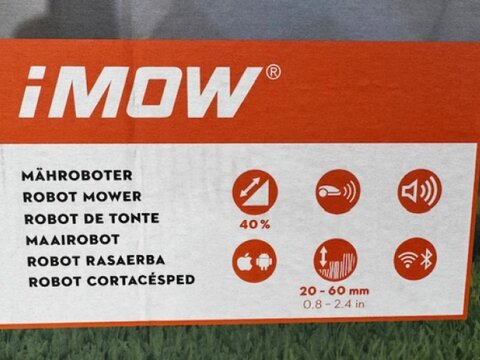 iMOW®
MÄHROBOTER
ROBOT MOWER
ROBOT DE TONTE
MAAIROBOT
ROBOT RASAERBA
ROBOT CORTACÉSPED
40%
20 - 60 mm
0.8 - 2.4 in